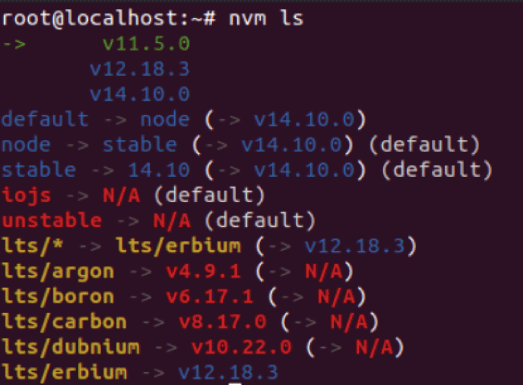 root@localhost:~# nvm ls
->       v11.5.0
        v12.18.3
        v14.10.0
default -> node (-> v14.10.0)
node -> stable (-> v14.10.0) (default)
stable -> 14.10 (-> v14.10.0) (default)
iojs -> N/A (default)
unstable -> N/A (default)
lts/* -> lts/erbium (-> v12.18.3)
lts/argon -> v4.9.1 (-> N/A)
lts/boron -> v6.17.1 (-> N/A)
lts/carbon -> v8.17.0 (-> N/A)
lts/dubnium -> v10.22.0 (-> N/A)
lts/erbium -> v12.18.3